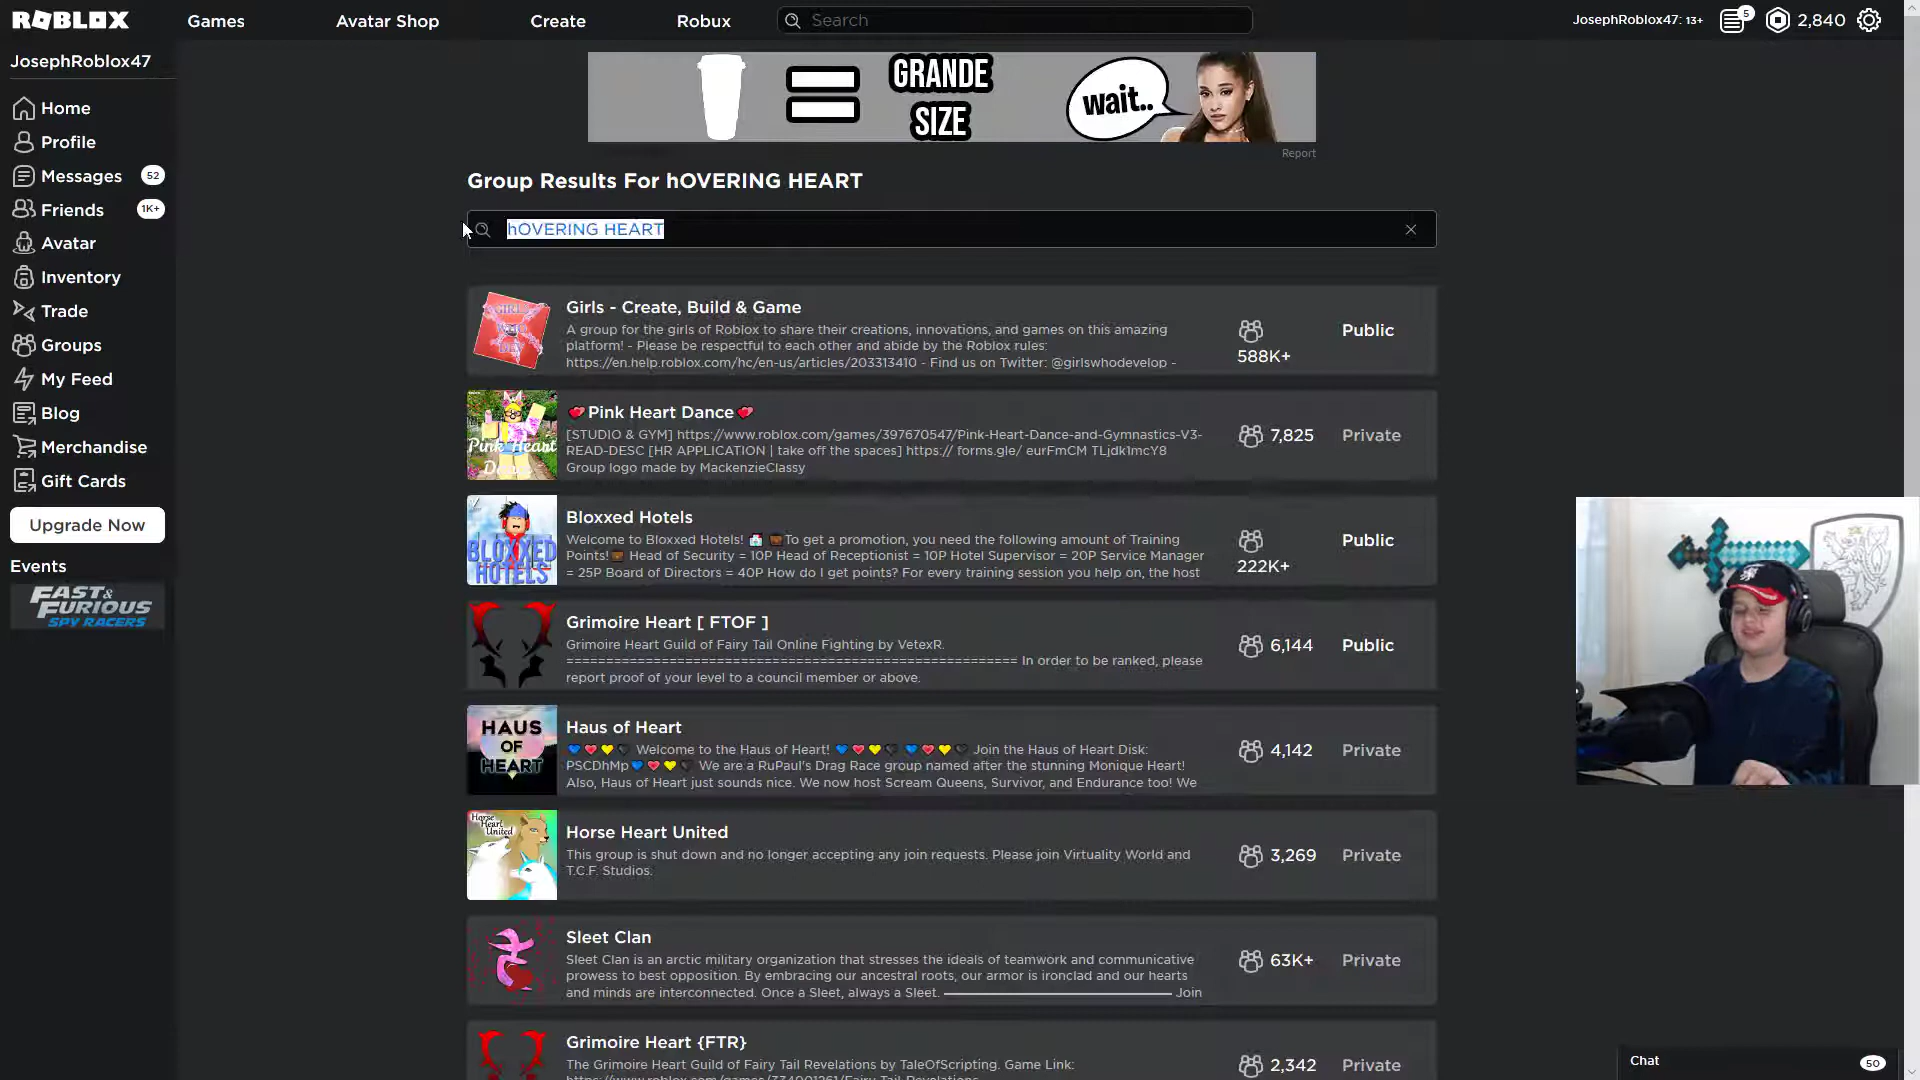 ROBLOX
Games
Avatar Shop
Create
Robux
Search
JosephRoblox47: 13+
5
2,840
JosephRoblox47
Home
Profile
Messages
52
Friends
1K+
Avatar
Inventory
Trade
Groups
My Feed
Blog
Merchandise
Gift Cards
Upgrade Now
Events
FAST &
FURIOUS
SPY RACERS
GRANDE
SIZE
wait..
Report
Group Results For hOVERING HEART
hOVERING HEART
Girls - Create, Build & Game
A group for the girls of Roblox to share their creations, innovations, and games on this amazing
platform! - Please be respectful to each other and abide by the Roblox rules:
https://en.help.roblox.com/hc/en-us/articles/203313410 - Find us on Twitter: @girlswhodevelop -
588K+
Public
Pink Heart Dance
Pink Heart Dance
[STUDIO & GYM] https://www.roblox.com/games/397670547/Pink-Heart-Dance-and-Gymnastics-V3-
READ-DESC [HR APPLICATION | take off the spaces] https:// forms.gle/ eurFmCM TLjdk1mcY8
Group logo made by MackenzieClassy
7,825
Private
BLOXXED
HOTELS
Bloxxed Hotels
Welcome to Bloxxed Hotels! To get a promotion, you need the following amount of Training
Points! Head of Security = 10P Head of Receptionist = 10P Hotel Supervisor = 20P Service Manager
= 25P Board of Directors = 40P How do I get points? For every training session you help on, the host
222K+
Public
Grimoire Heart [ FTOF ]
Grimoire Heart Guild of Fairy Tail Online Fighting by VetexR.
========================================================= In order to be ranked, please
report proof of your level to a council member or above.
6,144
Public
HAUS
OF
HEART
Haus of Heart
Welcome to the Haus of Heart! Join the Haus of Heart Disk:
PSCDhMp We are a RuPaul's Drag Race group named after the stunning Monique Heart!
Also, Haus of Heart just sounds nice. We now host Scream Queens, Survivor, and Endurance too! We
4,142
Private
Horse Heart
United
Horse Heart United
This group is shut down and no longer accepting any join requests. Please join Virtuality World and
T.C.F. Studios.
3,269
Private
Sleet Clan
Sleet Clan is an arctic military organization that stresses the ideals of teamwork and communicative
prowess to best opposition. By embracing our ancestral roots, our armor is ironclad and our hearts
and minds are interconnected. Once a Sleet, always a Sleet. Join
63K+
Private
Grimoire Heart {FTR}
The Grimoire Heart Guild of Fairy Tail Revelations by TaleOfScripting. Game Link:
https://www.roblox.com/games/334901261/Fairy-Tail-Revelations
2,342
Private
Chat
50